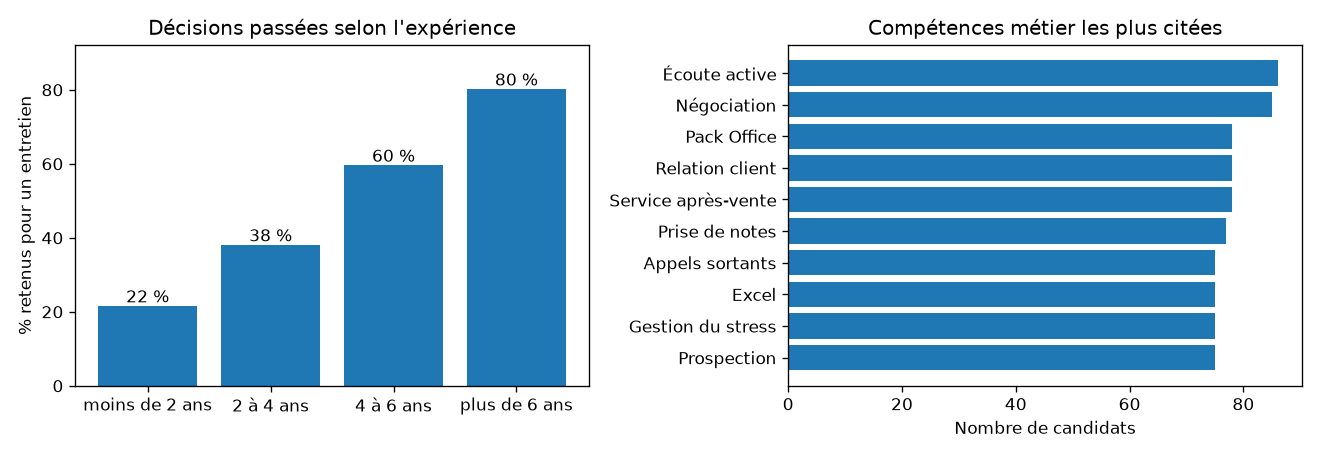 Décisions passées selon l'expérience
% retenus pour un entretien
80
60
40
20
0
22 %
38 %
60 %
80 %
moins de 2 ans
2 à 4 ans
4 à 6 ans
plus de 6 ans
Compétences métier les plus citées
Écoute active
Négociation
Pack Office
Relation client
Service après-vente
Prise de notes
Appels sortants
Excel
Gestion du stress
Prospection
0
20
40
60
80
Nombre de candidats